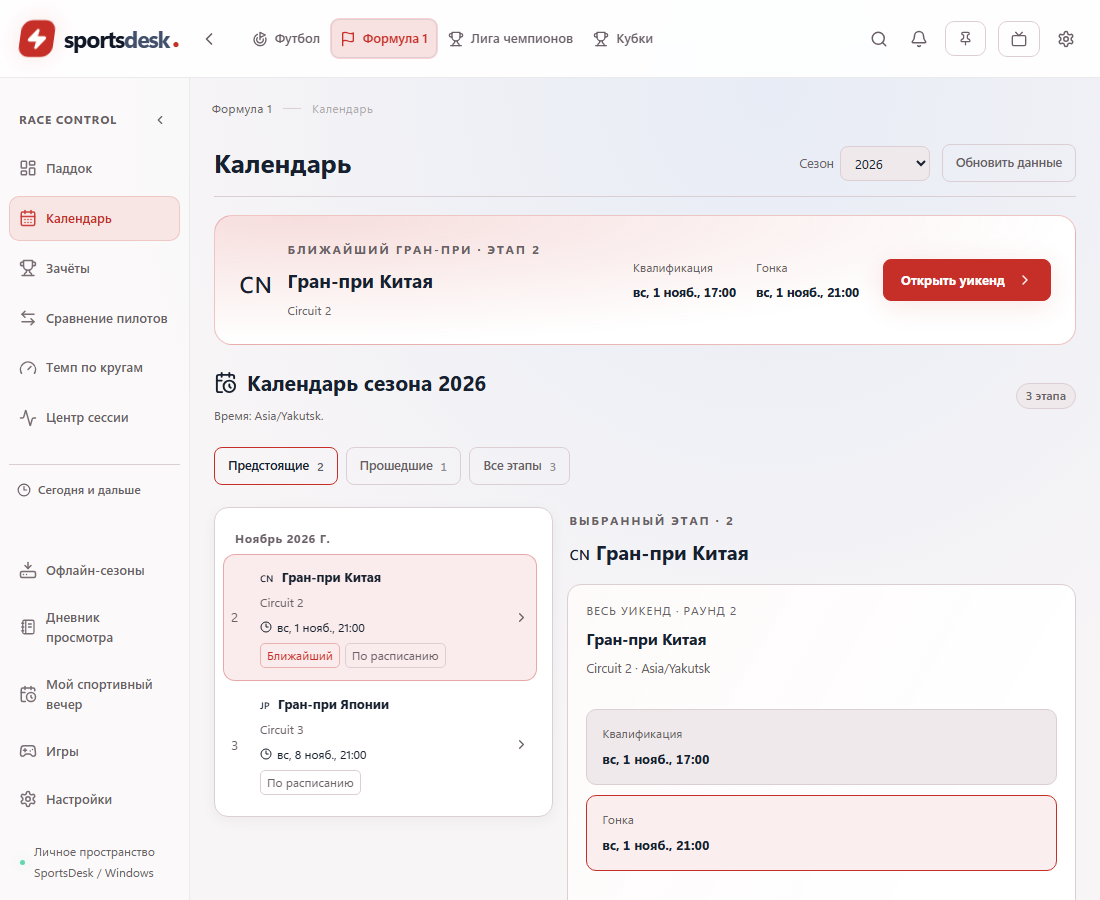 sportsdesk.
Футбол
Формула 1
Лига чемпионов
Кубки
RACE CONTROL
Паддок
Календарь
Зачёты
Сравнение пилотов
Темп по кругам
Центр сессии
Сегодня и дальше
Офлайн-сезоны
Дневник
просмотра
Мой спортивный
вечер
Игры
Настройки
Личное пространство
SportsDesk / Windows
Формула 1
Календарь
Календарь
Сезон
2026
Обновить данные
БЛИЖАЙШИЙ ГРАН-ПРИ · ЭТАП 2
CN Гран-при Китая
Circuit 2
Квалификация
вс, 1 нояб., 17:00
Гонка
вс, 1 нояб., 21:00
Открыть уикенд
Календарь сезона 2026
Время: Asia/Yakutsk.
3 этапа
Предстоящие 2
Прошедшие 1
Все этапы 3
Ноябрь 2026 Г.
2
CN Гран-при Китая
Circuit 2
вс, 1 нояб., 21:00
Ближайший
По расписанию
3
JP Гран-при Японии
Circuit 3
вс, 8 нояб., 21:00
По расписанию
ВЫБРАННЫЙ ЭТАП · 2
CN Гран-при Китая
ВЕСЬ УИКЕНД · РАУНД 2
Гран-при Китая
Circuit 2 · Asia/Yakutsk
Квалификация
вс, 1 нояб., 17:00
Гонка
вс, 1 нояб., 21:00